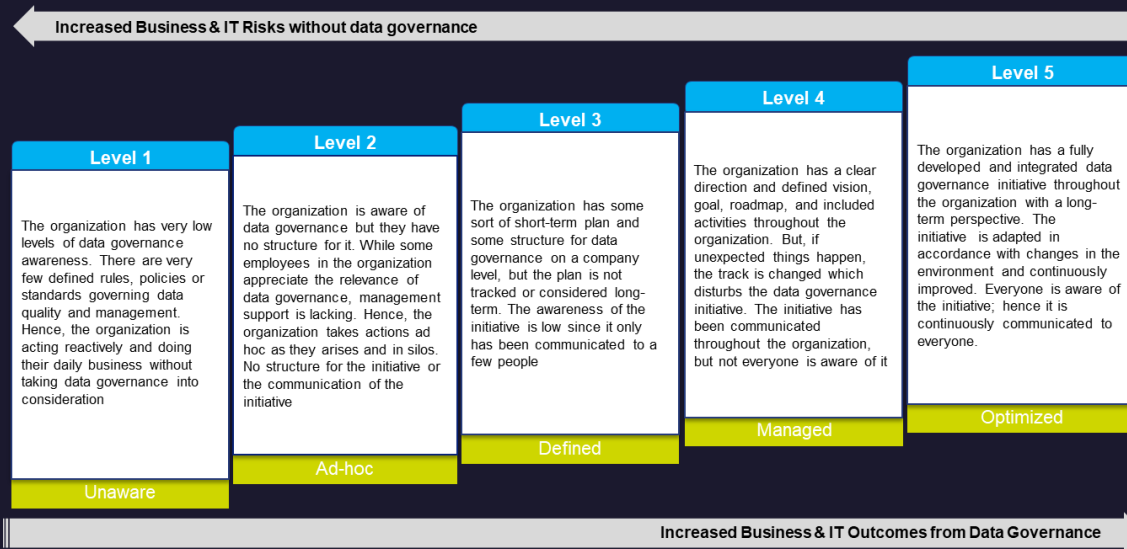 Increased Business & IT Risks without data governance
Level 1
The organization has very low
levels of data governance
awareness. There are very
few defined rules, policies or
standards governing data
quality and management.
Hence, the organization is
acting reactively and doing
their daily business without
taking data governance into
consideration
Unaware
Level 2
The organization is aware of
data governance but they have
no structure for it. While some
employees in the organization
appreciate the relevance of
data governance, management
support is lacking. Hence, the
organization takes actions ad
hoc as they arises and in silos.
No structure for the initiative or
the communication of the
initiative
Ad-hoc
Level 3
The organization has some
sort of short-term plan and
some structure for data
governance on a company
level, but the plan is not
tracked or considered long-
term. The awareness of the
initiative is low since it only
has been communicated to a
few people
Defined
Level 4
The organization has a clear
direction and defined vision,
goal, roadmap, and included
activities throughout the
organization. But, if
unexpected things happen,
the track is changed which
disturbs the data governance
initiative. The initiative has
been communicated
throughout the organization,
but not everyone is aware of it
Managed
Level 5
The organization has a fully
developed and integrated data
governance initiative throughout
the organization with a long-
term perspective. The
initiative is adapted in
accordance with changes in the
environment and continuously
improved. Everyone is aware of
the initiative; hence it is
continuously communicated to
everyone.
Optimized
Increased Business & IT Outcomes from Data Governance